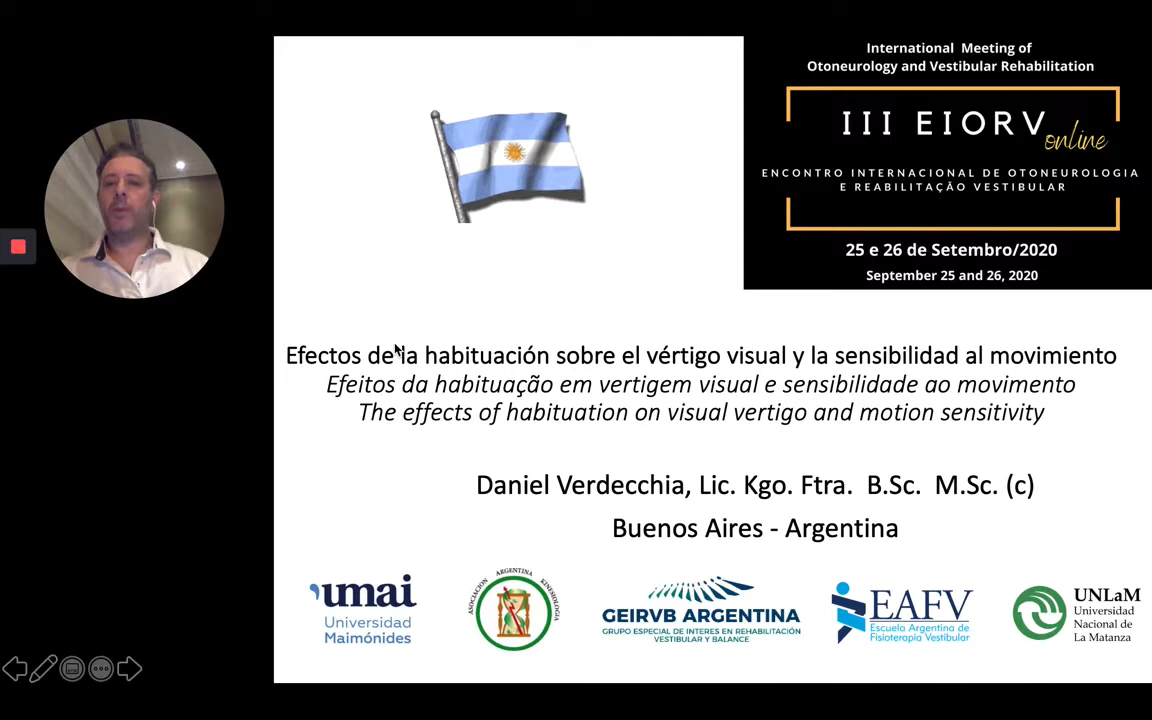 International Meeting of
Otoneurology and Vestibular Rehabilitation
III EIORV
online
ENCONTRO INTERNACIONAL DE OTONEUROLOGIA
E REABILITAÇÃO VESTIBULAR
25 e 26 de Setembro/2020
September 25 and 26, 2020
Efectos de la habituación sobre el vértigo visual y la sensibilidad al movimiento
Efeitos da habituação em vertigem visual e sensibilidade ao movimento
The effects of habituation on visual vertigo and motion sensitivity
Daniel Verdecchia, Lic. Kgo. Ftra. B.Sc. M.Sc. (c)
Buenos Aires - Argentina
umai
Universidad
Maimónides
ASOCIACION ARGENTINA KINESIOLOGIA
GEIRVB ARGENTINA
GRUPO ESPECIAL DE INTERES EN REHABILITACIÓN
VESTIBULAR Y BALANCE
EAFV
Escuela Argentina de
Fisioterapia Vestibular
UNLaM
Universidad
Nacional de
La Matanza